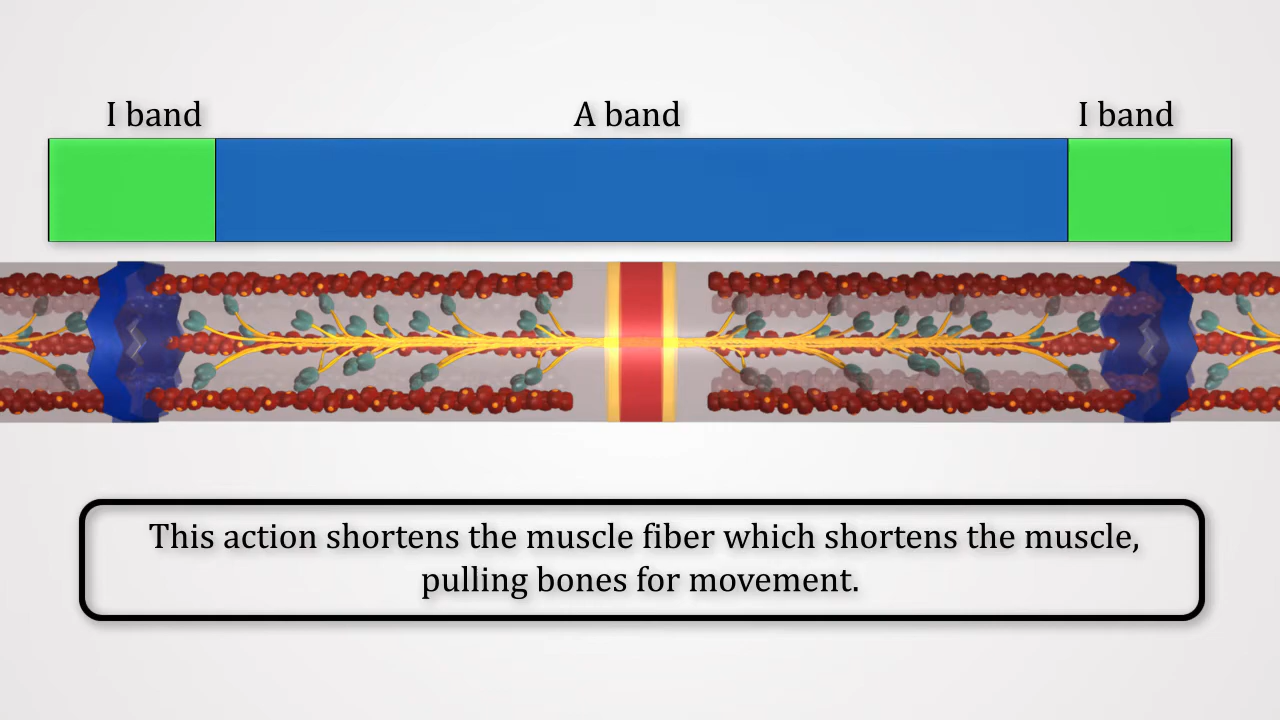 I band
A band
I band
This action shortens the muscle fiber which shortens the muscle,
pulling bones for movement.